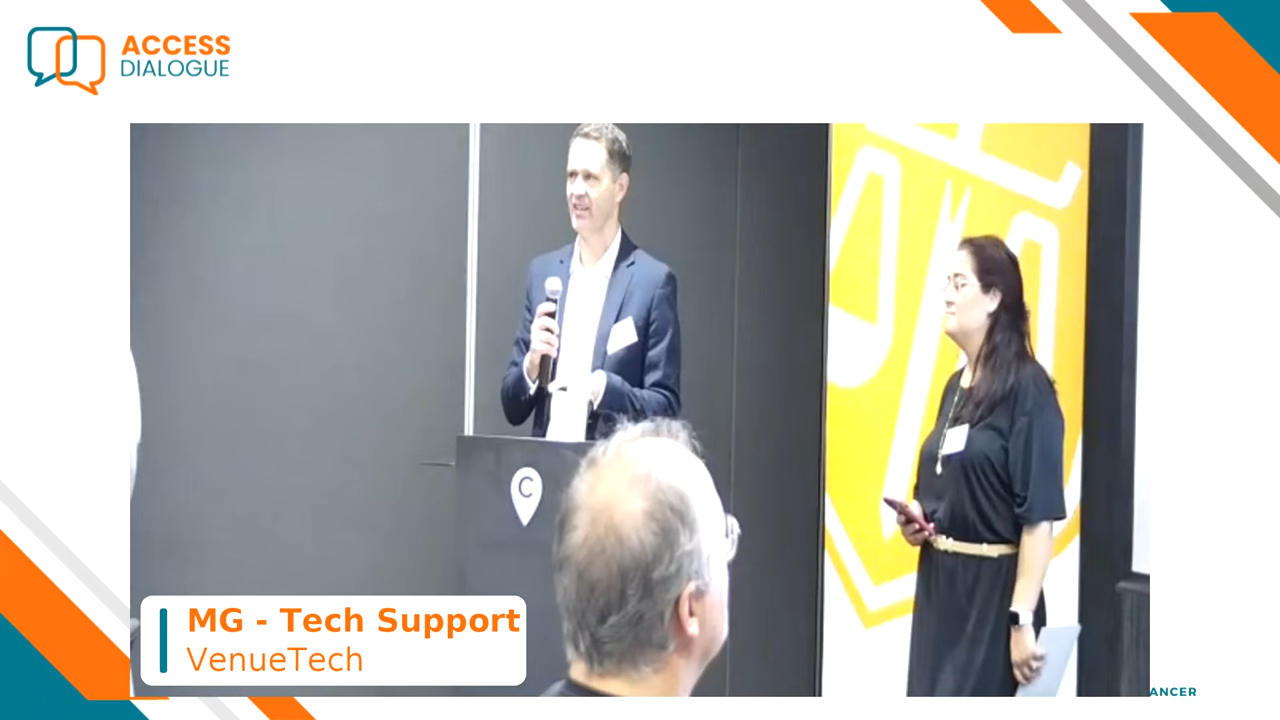 ACCESS
DIALOGUE
C
MG - Tech Support
VenueTech
ANCER